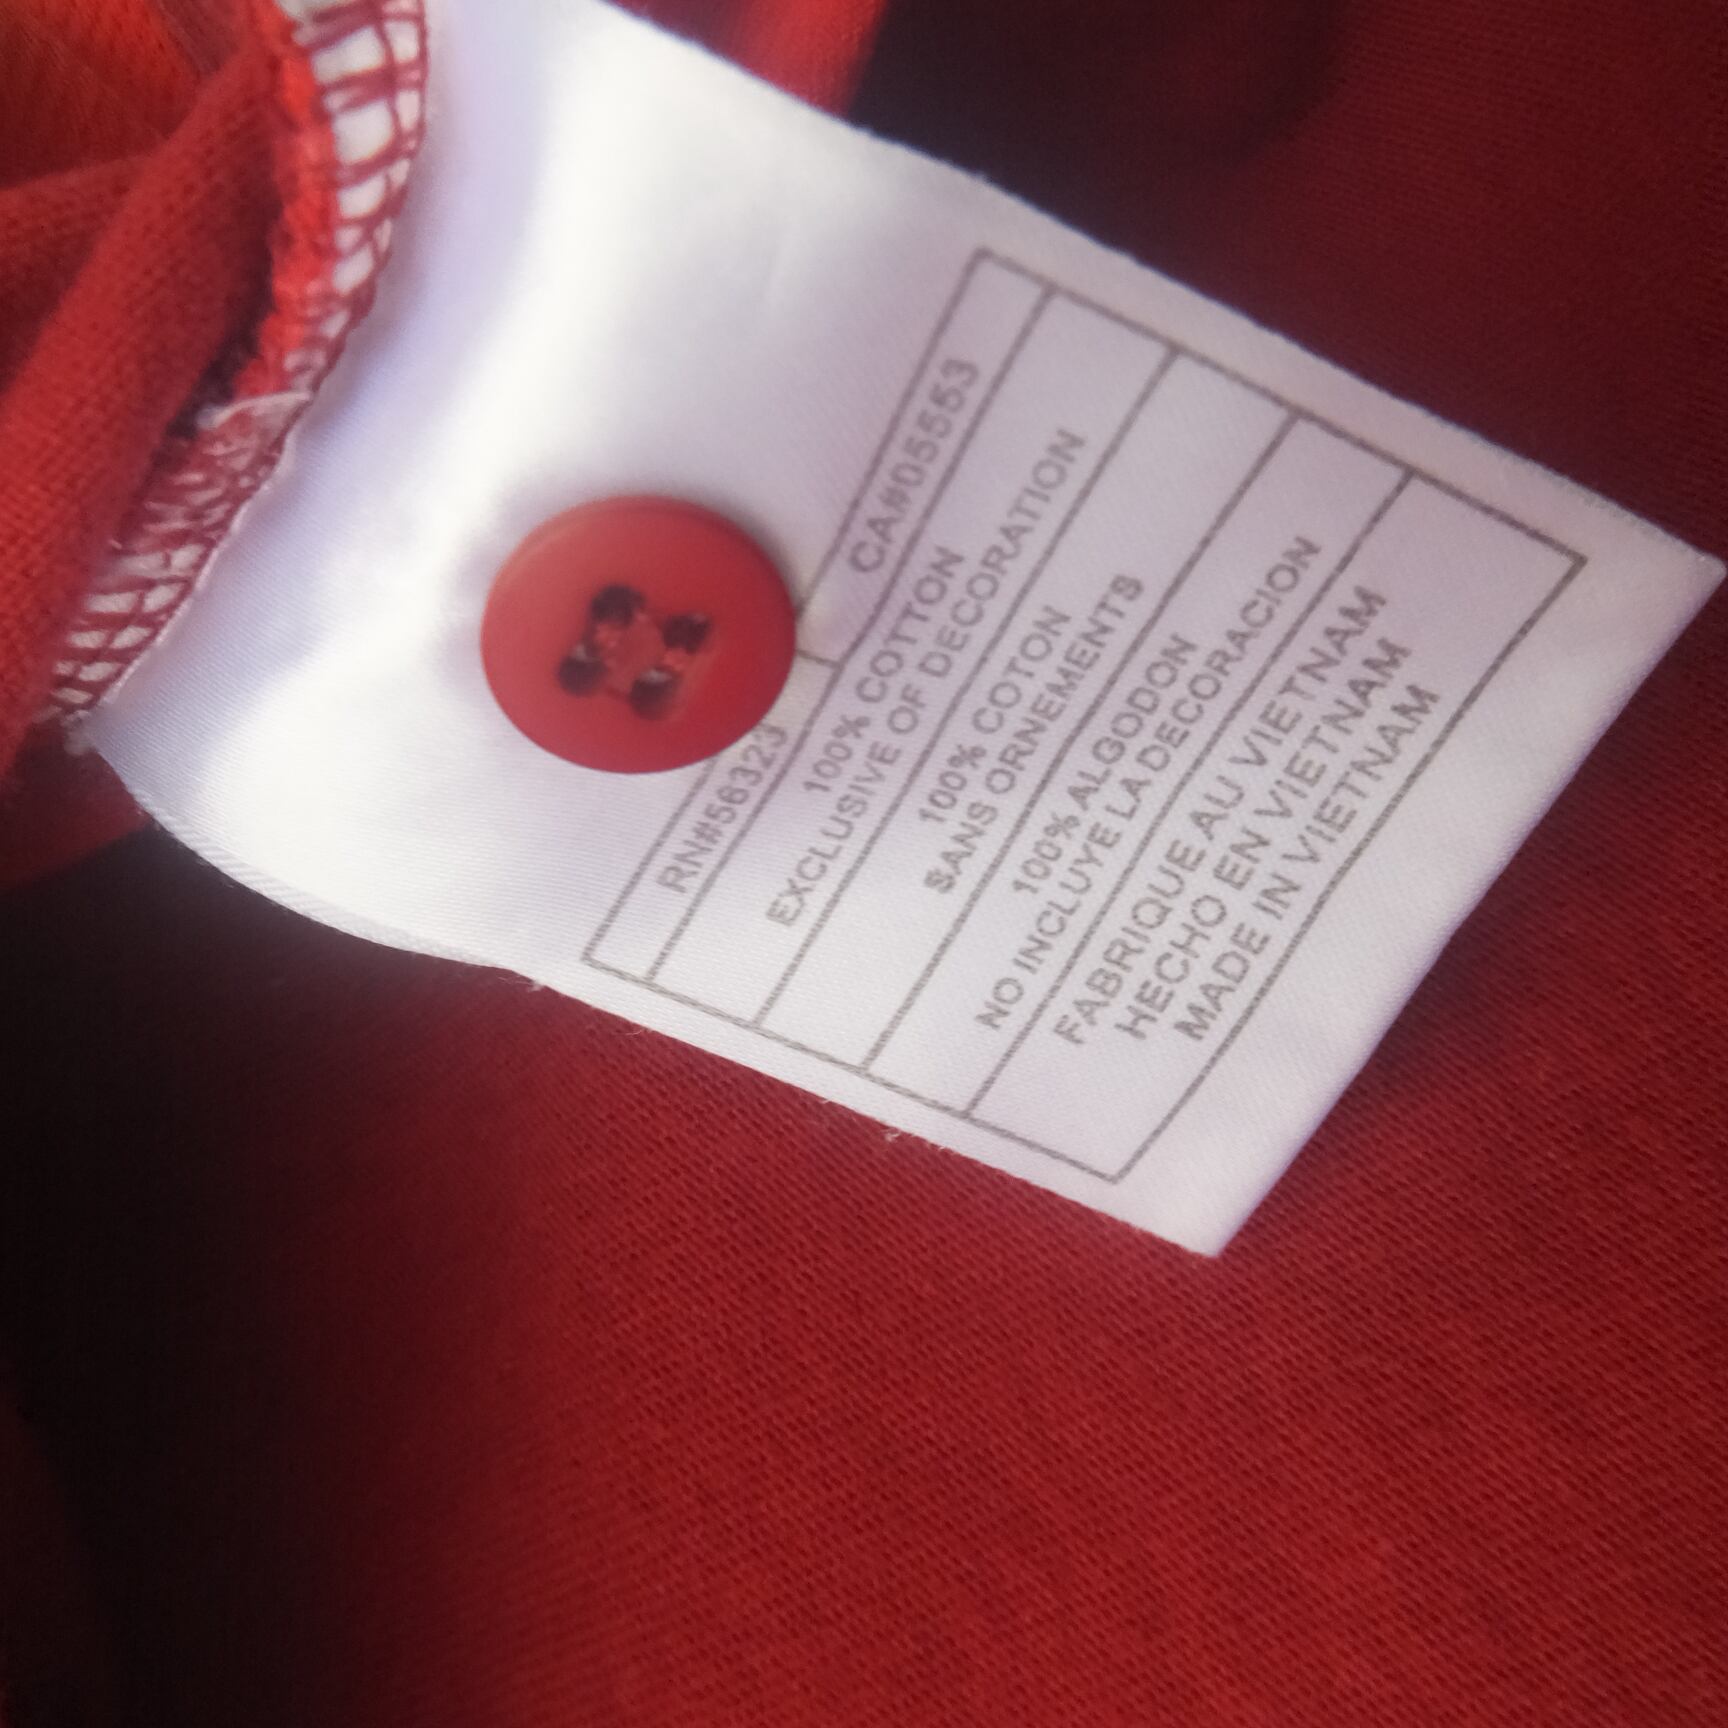 RN#56323 CA#05553
100% COTTON
EXCLUSIVE OF DECORATION
100% COTON
SANS ORNEMENTS
100% ALGODON
NO INCLUYE LA DECORACION
FABRIQUE AU VIETNAM
HECHO EN VIETNAM
MADE IN VIETNAM